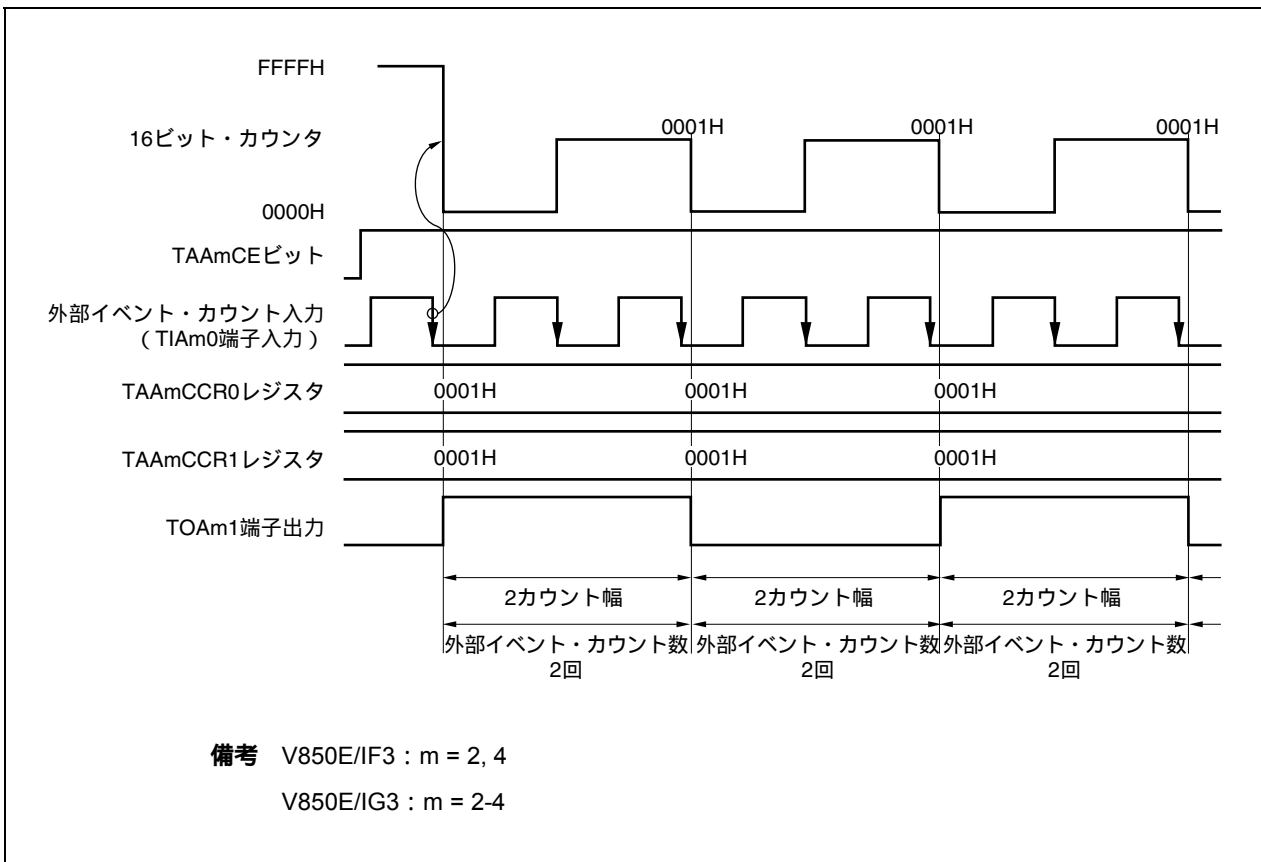 FFFFH
16ビット・カウンタ
0001H 0001H 0001H
0000H
TAAmCEビット
外部イベント・カウント入力
（TIAm0端子入力）
TAAmCCR0レジスタ 0001H 0001H 0001H
TAAmCCR1レジスタ 0001H 0001H 0001H
TOAm1端子出力
2カウント幅 2カウント幅 2カウント幅
外部イベント・カウント数 外部イベント・カウント数 外部イベント・カウント数
2回 2回 2回
備考 V850E/IF3：m = 2, 4
V850E/IG3：m = 2-4